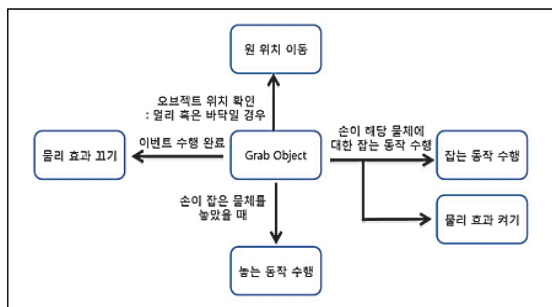 원 위치 이동
오브젝트 위치 확인
: 멀리 혹은 바닥일 경우
물리 효과 끄기
이벤트 수행 완료
Grab Object
손이 해당 물체에
대한 잡는 동작 수행
잡는 동작 수행
물리 효과 켜기
손이 잡은 물체를
놓았을 때
놓는 동작 수행